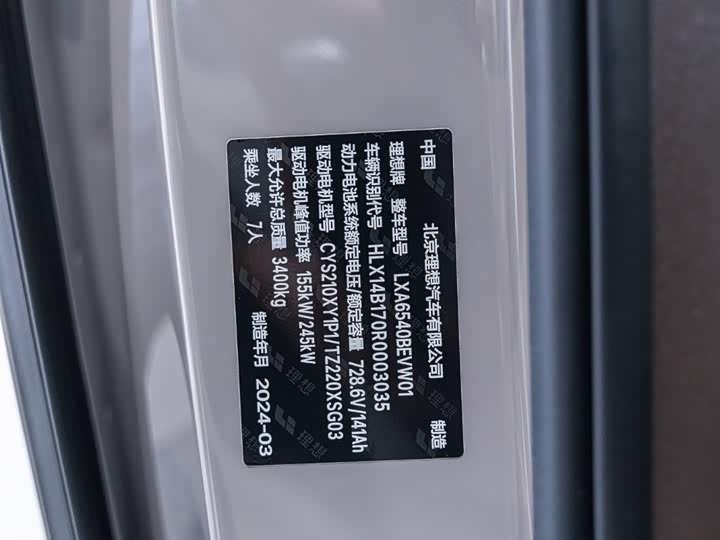 中国 北京理想汽车有限公司 制造
理想牌 整车型号 LXA6540BEVW01
车辆识别代号 HLX14B170R0003035
动力电池系统额定电压/额定容量 728.6V/141Ah
驱动电机型号 CYS210XY1P1/TZ220XSG03
驱动电机峰值功率 155kW/245kW
最大允许总质量 3400kg
乘坐人数 7人 制造年月 2024-03